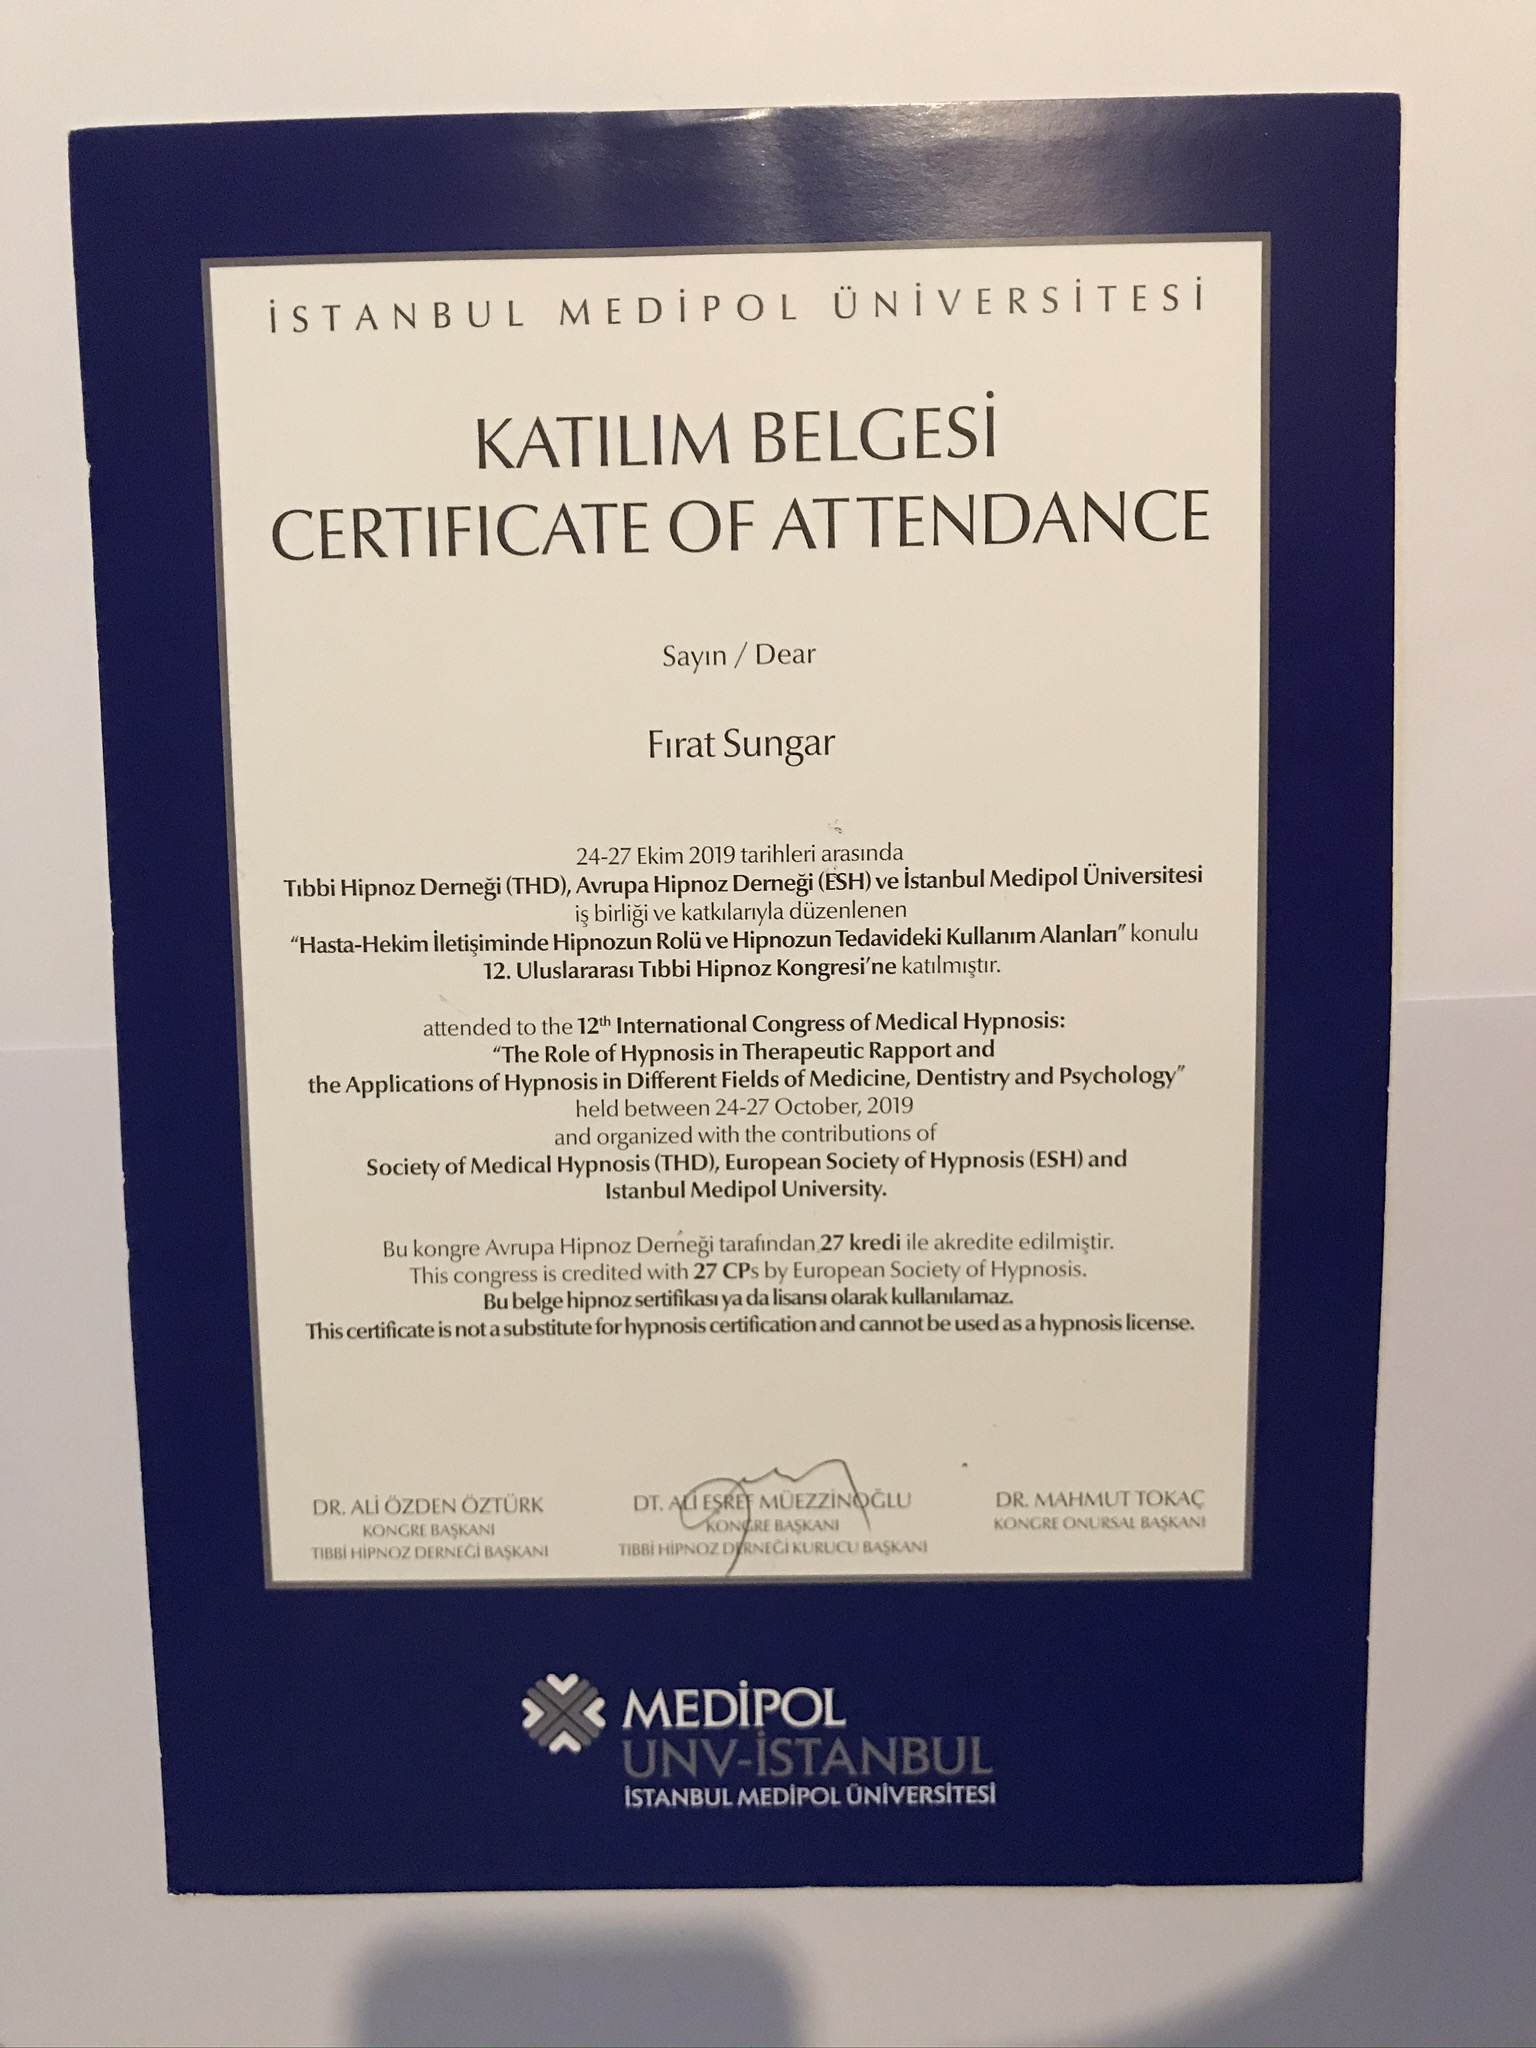 İSTANBUL MEDİPOL ÜNİVERSİTESİ
KATILIM BELGESİ
CERTIFICATE OF ATTENDANCE
Sayın / Dear
Fırat Sungar
24-27 Ekim 2019 tarihleri arasında
Tıbbi Hipnoz Derneği (THD), Avrupa Hipnoz Derneği (ESH) ve İstanbul Medipol Üniversitesi
iş birliği ve katkılarıyla düzenlenen
“Hasta-Hekim İletişiminde Hipnozun Rolü ve Hipnozun Tedavideki Kullanım Alanları” konulu
12. Uluslararası Tıbbi Hipnoz Kongresi’ne katılmıştır.
attended to the 12th International Congress of Medical Hypnosis:
“The Role of Hypnosis in Therapeutic Rapport and
the Applications of Hypnosis in Different Fields of Medicine, Dentistry and Psychology”
held between 24-27 October, 2019
and organized with the contributions of
Society of Medical Hypnosis (THD), European Society of Hypnosis (ESH) and
Istanbul Medipol University.
Bu kongre Avrupa Hipnoz Derneği tarafından 27 kredi ile akredite edilmiştir.
This congress is credited with 27 CPs by European Society of Hypnosis.
Bu belge hipnoz sertifikası ya da lisansı olarak kullanılamaz.
This certificate is not a substitute for hypnosis certification and cannot be used as a hypnosis license.
DR. ALİ ÖZDEN ÖZTÜRK
KONGRE BAŞKANI
TIBBİ HİPNOZ DERNEĞİ BAŞKANI
DT. ALİ EŞREF MÜEZZİNOĞLU
KONGRE BAŞKANI
TIBBİ HİPNOZ DERNEĞİ KURUCU BAŞKANI
DR. MAHMUT TOKAÇ
KONGRE ONURSAL BAŞKANI
MEDİPOL
UNV-İSTANBUL
İSTANBUL MEDİPOL ÜNİVERSİTESİ